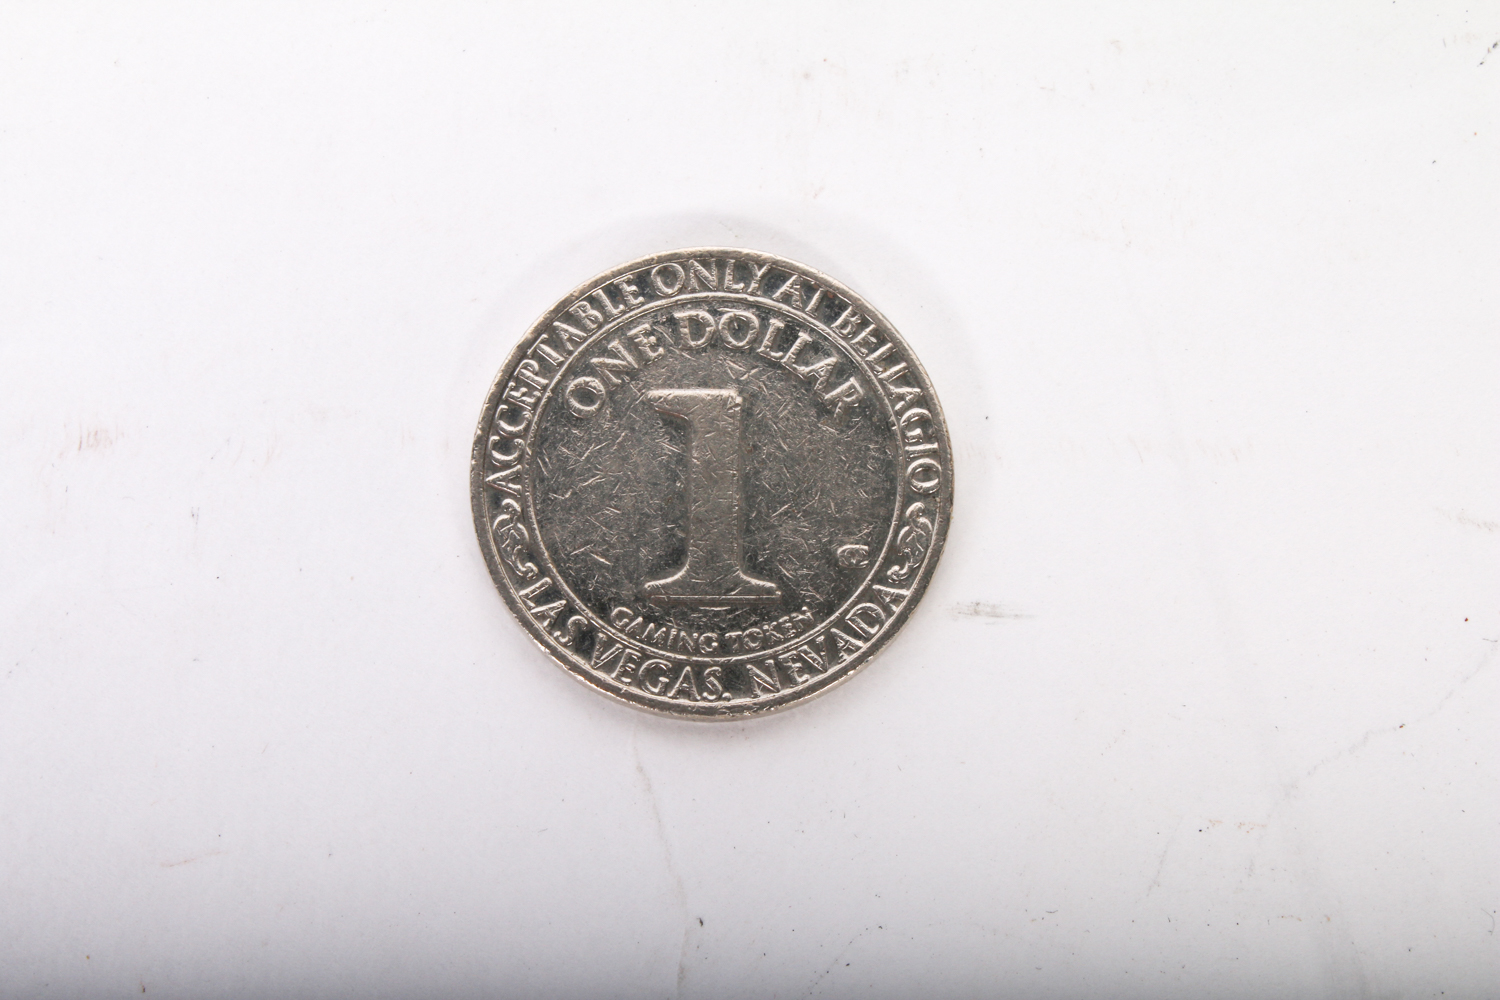 ACCEPTABLE ONLY AT BELLAGIO
ONE DOLLAR
1
GAMING TOKEN
LAS VEGAS, NEVADA